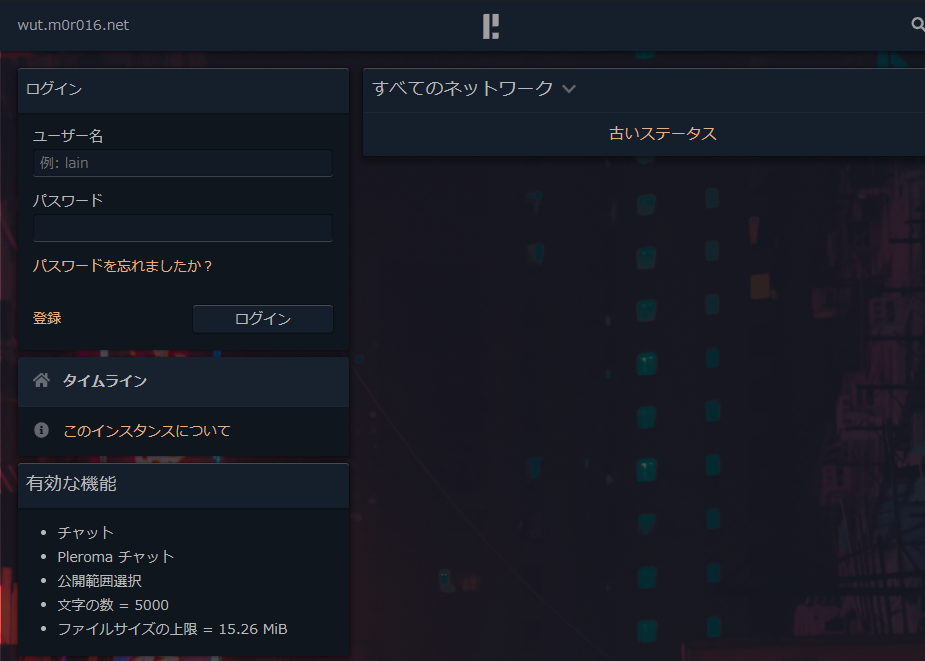 wut.m0r016.net
ログイン
ユーザー名
例: lain
パスワード
パスワードを忘れましたか？
登録
ログイン
タイムライン
このインスタンスについて
有効な機能
チャット
Pleroma チャット
公開範囲選択
文字の数 = 5000
ファイルサイズの上限 = 15.26 MiB
すべてのネットワーク
古いステータス